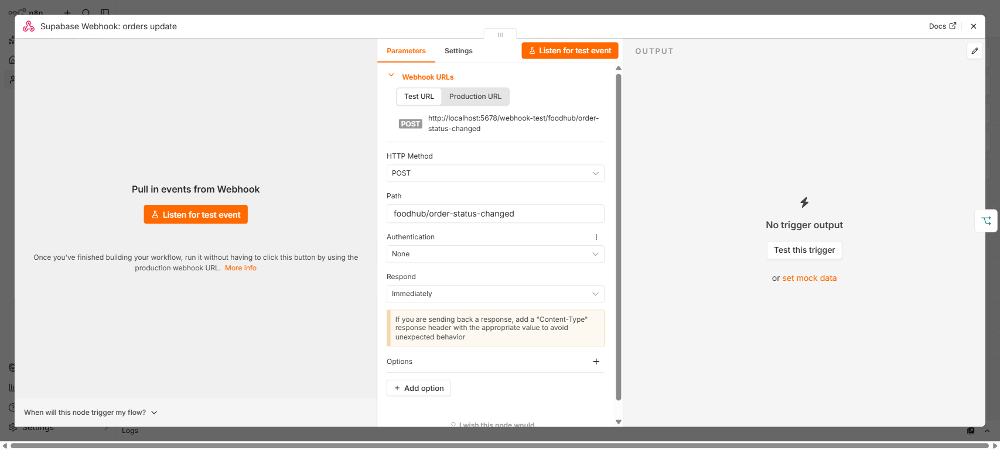 n8n
Supabase Webhook: orders update
Docs
Parameters
Settings
Listen for test event
OUTPUT
Webhook URLs
Test URL
Production URL
POST
http://localhost:5678/webhook-test/foodhub/order-
status-changed
HTTP Method
POST
Path
foodhub/order-status-changed
Authentication
None
Respond
Immediately
If you are sending back a response, add a "Content-Type"
response header with the appropriate value to avoid
unexpected behavior
Options
Add option
I wish this node would
Pull in events from Webhook
Listen for test event
Once you've finished building your workflow, run it without having to click this button by using the
production webhook URL. More info
When will this node trigger my flow?
No trigger output
Test this trigger
or set mock data
Settings
Logs